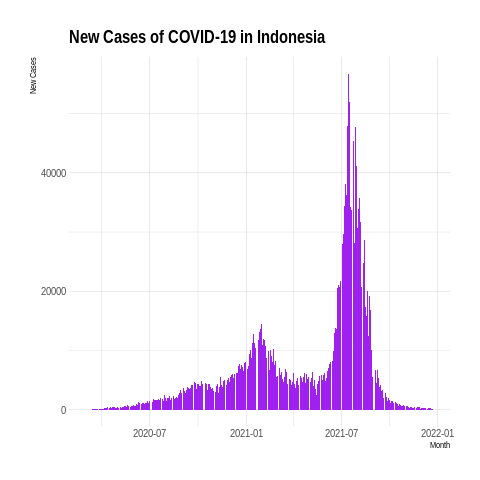 New Cases of COVID-19 in Indonesia
New Cases
40000
20000
0
2020-07 2021-01 2021-07 2022-01
Month